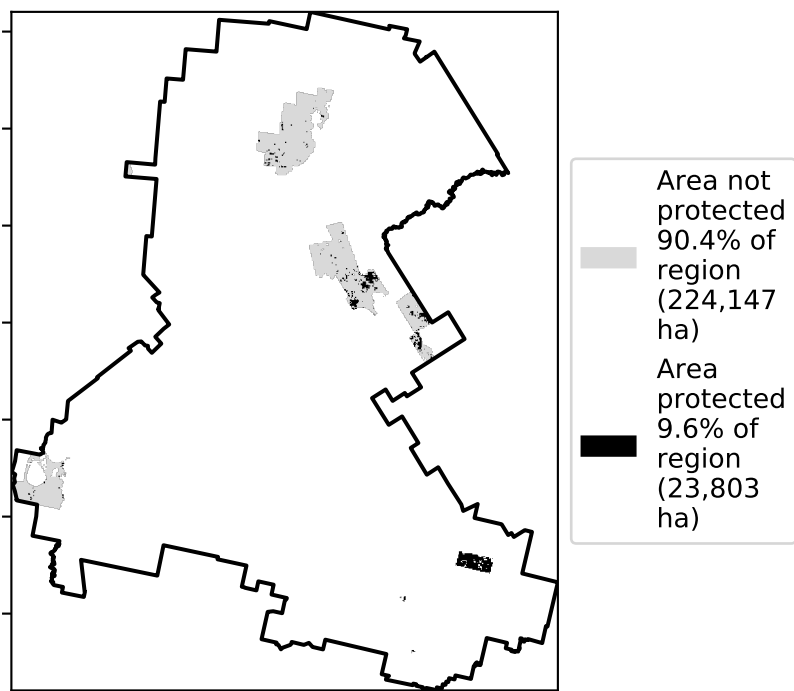 Area not
protected
90.4% of
region
(224,147
ha)
Area
protected
9.6% of
region
(23,803
ha)